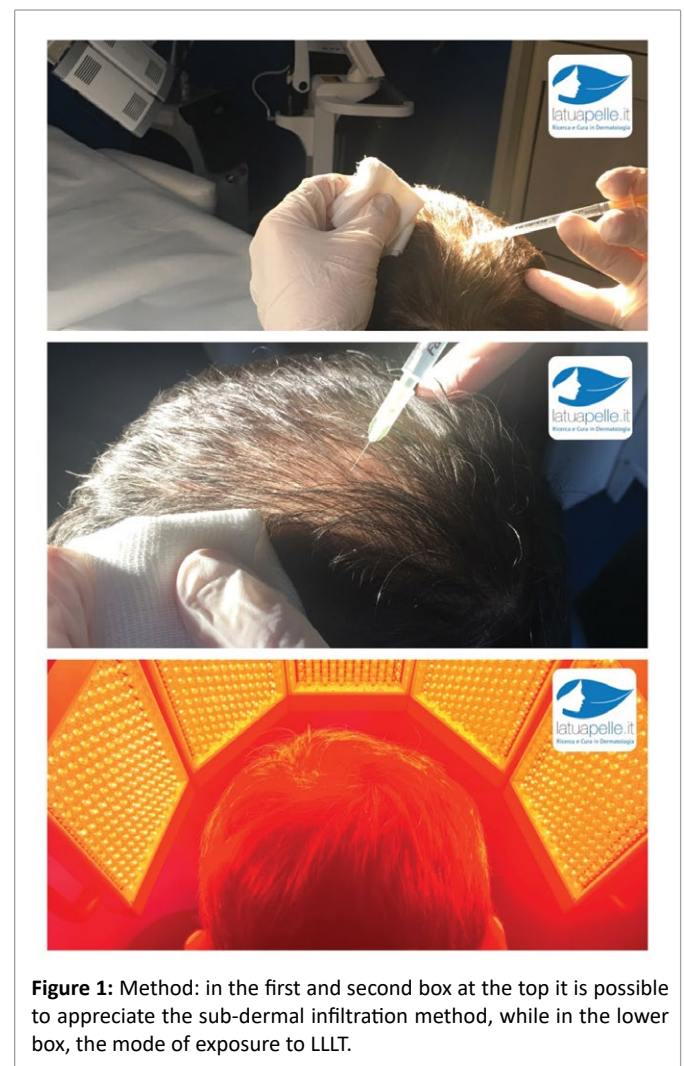 latuapelle.it
Ricerca e Cura in Dermatologia
latuapelle.it
Ricerca e Cura in Dermatologia
latuapelle.it
Ricerca e Cura in Dermatologia
Figure 1: Method: in the first and second box at the top it is possible
to appreciate the sub-dermal infiltration method, while in the lower
box, the mode of exposure to LLLT.